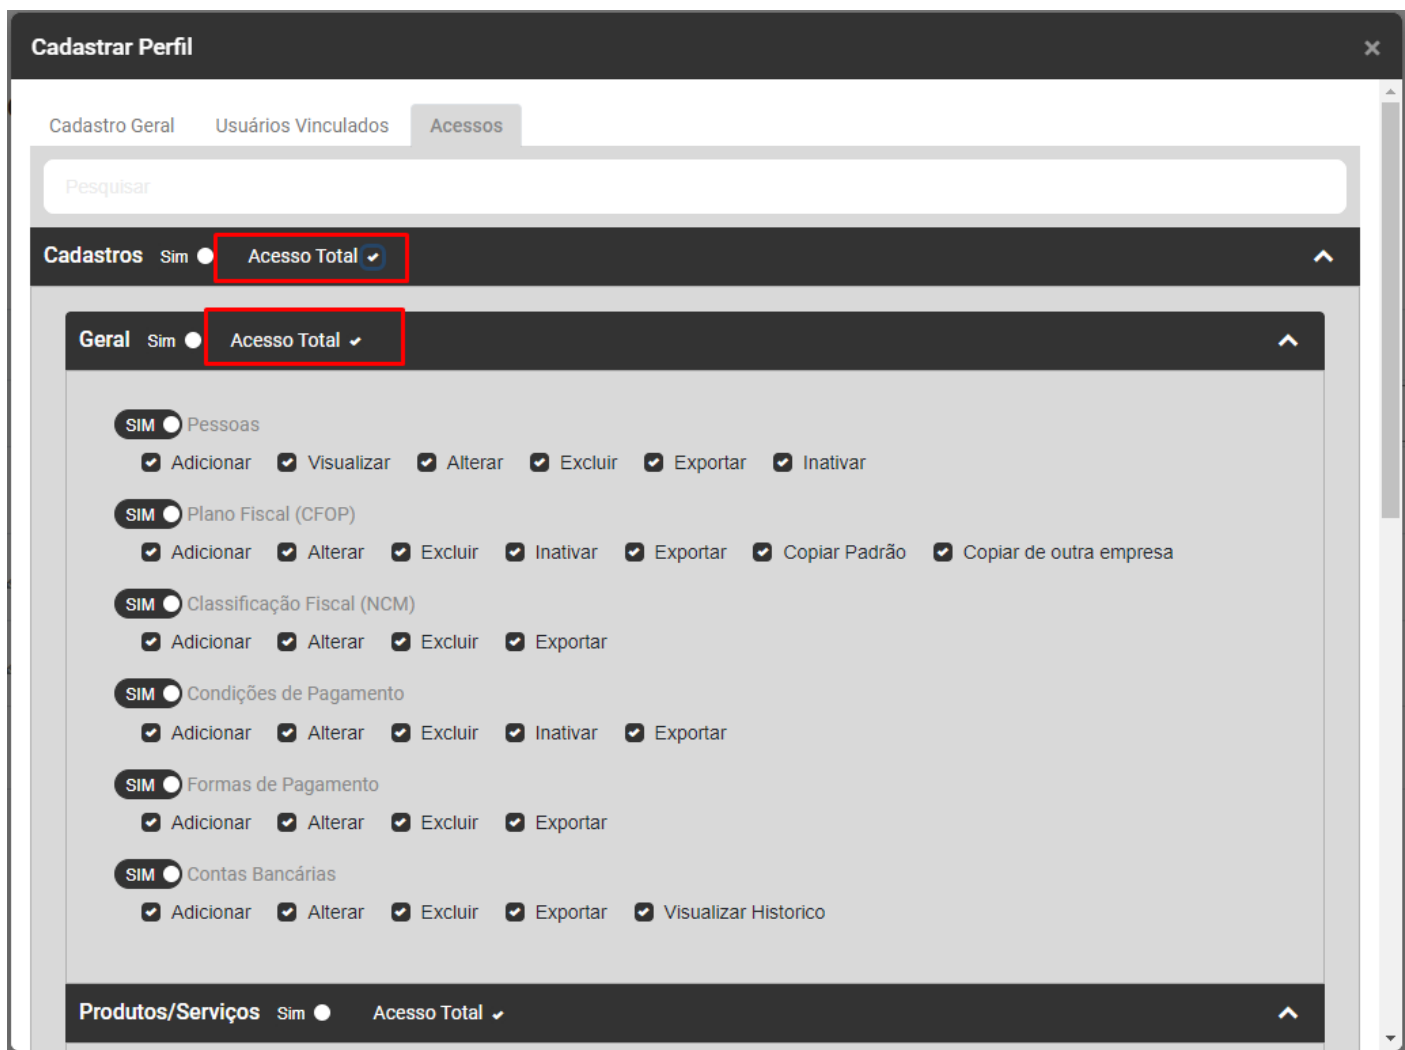 Cadastrar Perfil ×
Cadastro Geral Usuários Vinculados Acessos
Pesquisar
Cadastros Sim Acesso Total
Geral Sim Acesso Total
SIM Pessoas
Adicionar Visualizar Alterar Excluir Exportar Inativar
SIM Plano Fiscal (CFOP)
Adicionar Alterar Excluir Inativar Exportar Copiar Padrão Copiar de outra empresa
SIM Classificação Fiscal (NCM)
Adicionar Alterar Excluir Exportar
SIM Condições de Pagamento
Adicionar Alterar Excluir Inativar Exportar
SIM Formas de Pagamento
Adicionar Alterar Excluir Exportar
SIM Contas Bancárias
Adicionar Alterar Excluir Exportar Visualizar Historico
Produtos/Serviços Sim Acesso Total